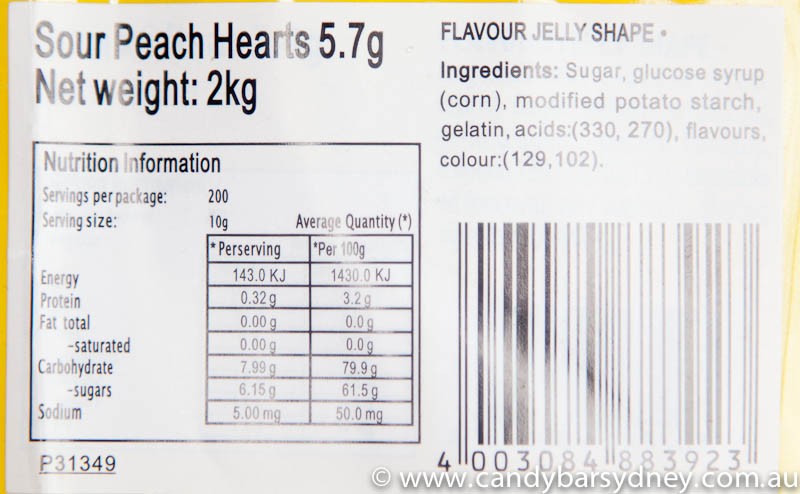 Sour Peach Hearts 5.7g
Net weight: 2kg
Nutrition Information
Servings per package: 200
Serving size: 10g Average Quantity (*)
*Perserving *Per 100g
Energy 143.0 KJ 1430.0 KJ
Protein 0.32 g 3.2 g
Fat total 0.00 g 0.0 g
-saturated 0.00 g 0.0 g
Carbohydrate 7.99 g 79.9 g
-sugars 6.15 g 61.5 g
Sodium 5.00 mg 50.0 mg
P31349
FLAVOUR JELLY SHAPE •
Ingredients: Sugar, glucose syrup
(corn), modified potato starch,
gelatin, acids:(330, 270), flavours,
colour:(129,102).
4 003084 883923
© www.candybarsydney.com.au